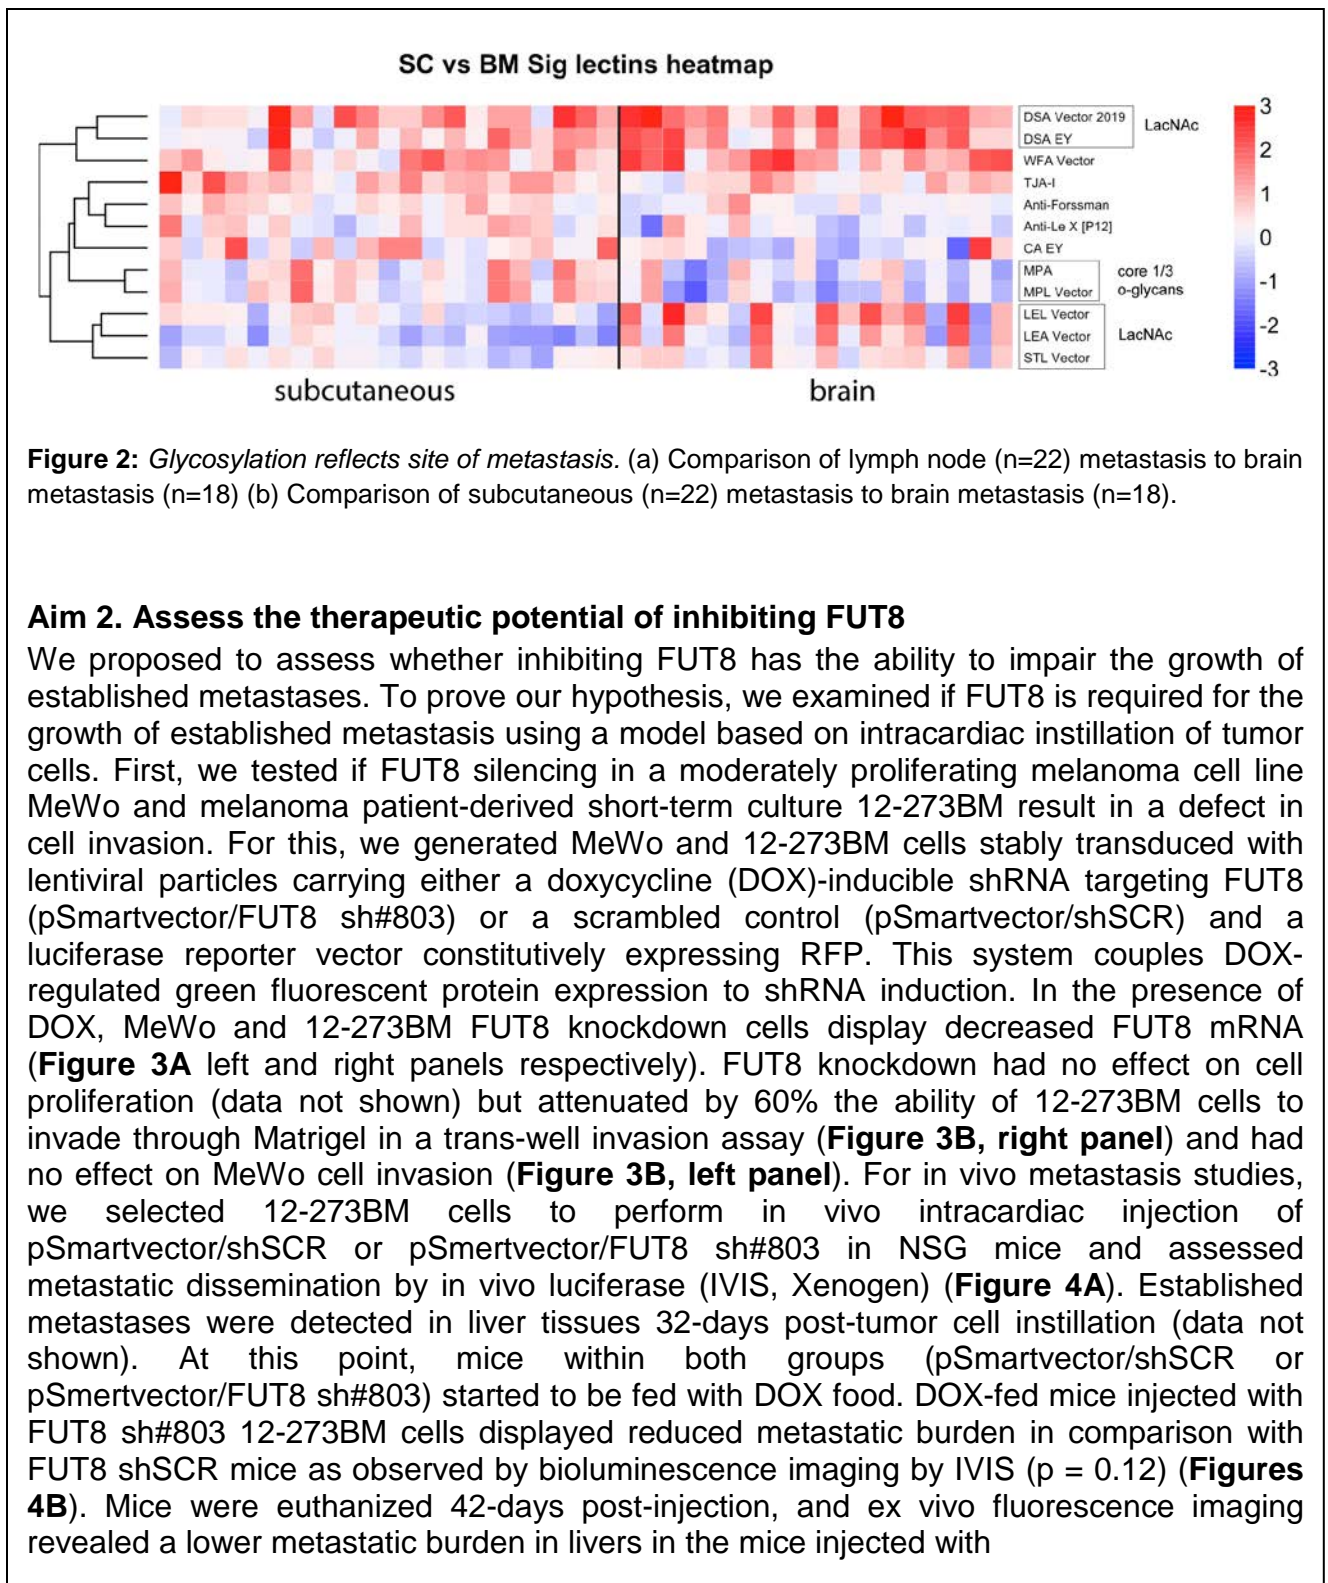 SC vs BM Sig lectins heatmap
DSA Vector 2019
DSA EY
LacNAc
WFA Vector
TJA-I
Anti-Forssman
Anti-Le X [P12]
CA EY
MPA
MPL Vector
core 1/3
o-glycans
LEL Vector
LEA Vector
STL Vector
LacNAc
3
2
1
0
-1
-2
-3
subcutaneous
brain
Figure 2: Glycosylation reflects site of metastasis. (a) Comparison of lymph node (n=22) metastasis to brain
metastasis (n=18) (b) Comparison of subcutaneous (n=22) metastasis to brain metastasis (n=18).
Aim 2. Assess the therapeutic potential of inhibiting FUT8
We proposed to assess whether inhibiting FUT8 has the ability to impair the growth of
established metastases. To prove our hypothesis, we examined if FUT8 is required for the
growth of established metastasis using a model based on intracardiac instillation of tumor
cells. First, we tested if FUT8 silencing in a moderately proliferating melanoma cell line
MeWo and melanoma patient-derived short-term culture 12-273BM result in a defect in
cell invasion. For this, we generated MeWo and 12-273BM cells stably transduced with
lentiviral particles carrying either a doxycycline (DOX)-inducible shRNA targeting FUT8
(pSmartvector/FUT8 sh#803) or a scrambled control (pSmartvector/shSCR) and a
luciferase reporter vector constitutively expressing RFP. This system couples DOX-
regulated green fluorescent protein expression to shRNA induction. In the presence of
DOX, MeWo and 12-273BM FUT8 knockdown cells display decreased FUT8 mRNA
(Figure 3A left and right panels respectively). FUT8 knockdown had no effect on cell
proliferation (data not shown) but attenuated by 60% the ability of 12-273BM cells to
invade through Matrigel in a trans-well invasion assay (Figure 3B, right panel) and had
no effect on MeWo cell invasion (Figure 3B, left panel). For in vivo metastasis studies,
we selected 12-273BM cells to perform in vivo intracardiac injection of
pSmartvector/shSCR or pSmertvector/FUT8 sh#803 in NSG mice and assessed
metastatic dissemination by in vivo luciferase (IVIS, Xenogen) (Figure 4A). Established
metastases were detected in liver tissues 32-days post-tumor cell instillation (data not
shown). At this point, mice within both groups (pSmartvector/shSCR or
pSmertvector/FUT8 sh#803) started to be fed with DOX food. DOX-fed mice injected with
FUT8 sh#803 12-273BM cells displayed reduced metastatic burden in comparison with
FUT8 shSCR mice as observed by bioluminescence imaging by IVIS (p = 0.12) (Figures
4B). Mice were euthanized 42-days post-injection, and ex vivo fluorescence imaging
revealed a lower metastatic burden in livers in the mice injected with